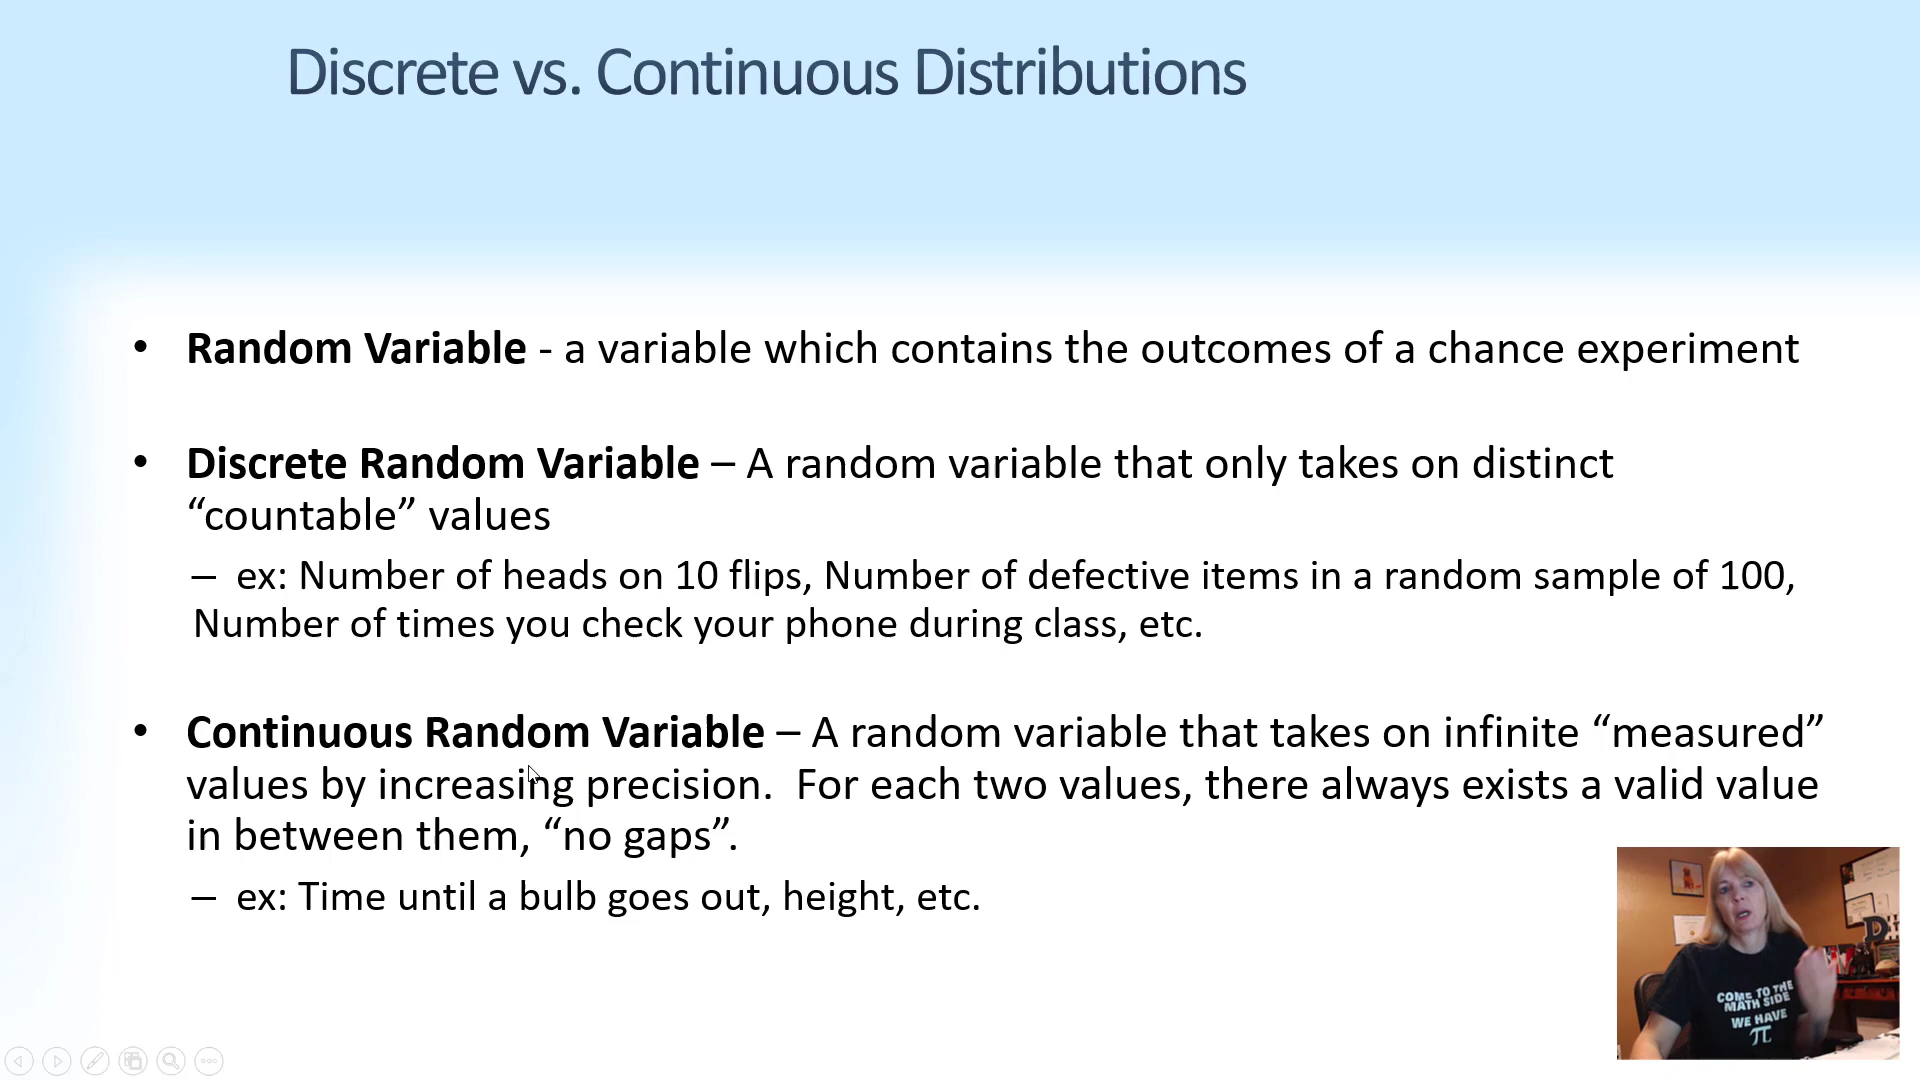 Discrete vs. Continuous Distributions
• Random Variable - a variable which contains the outcomes of a chance experiment
• Discrete Random Variable – A random variable that only takes on distinct
“countable” values
– ex: Number of heads on 10 flips, Number of defective items in a random sample of 100,
Number of times you check your phone during class, etc.
• Continuous Random Variable – A random variable that takes on infinite “measured”
values by increasing precision.  For each two values, there always exists a valid value
in between them, “no gaps”.
– ex: Time until a bulb goes out, height, etc.
COME TO THE
MATH SIDE
WE HAVE
π